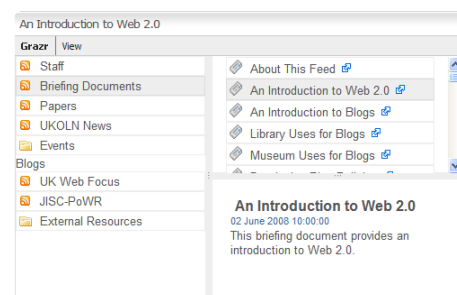 An Introduction to Web 2.0
Grazr View
Staff
Briefing Documents
Papers
UKOLN News
Events
Blogs
UK Web Focus
JISC-PoWR
External Resources
About This Feed
An Introduction to Web 2.0
An Introduction to Blogs
Library Uses for Blogs
Museum Uses for Blogs
An Introduction to Web 2.0
02 June 2008 10:00:00
This briefing document provides an
introduction to Web 2.0.